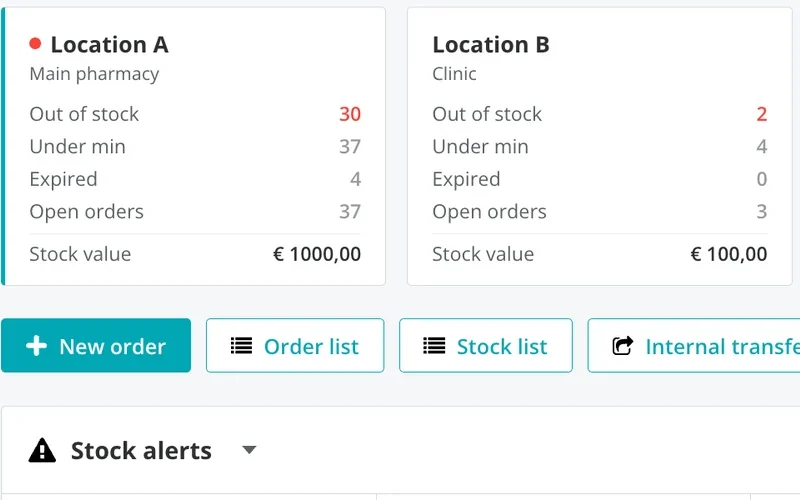 Location A
Main pharmacy
Out of stock 30
Under min 37
Expired 4
Open orders 37
Stock value € 1000,00
Location B
Clinic
Out of stock 2
Under min 4
Expired 0
Open orders 3
Stock value € 100,00
New order
Order list
Stock list
Internal transfe
Stock alerts